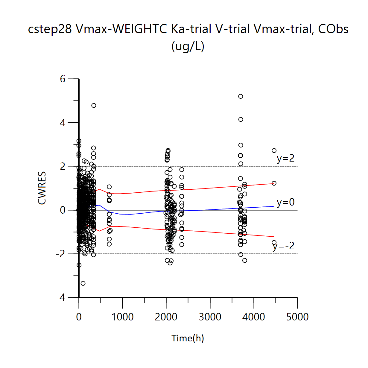 cstep28 Vmax-WEIGHTC Ka-trial V-trial Vmax-trial, CObs
(ug/L)
6
4
2
y=2
CWRES
0
y=0
-2
y=-2
4
0 1000 2000 3000 4000 5000
Time(h)